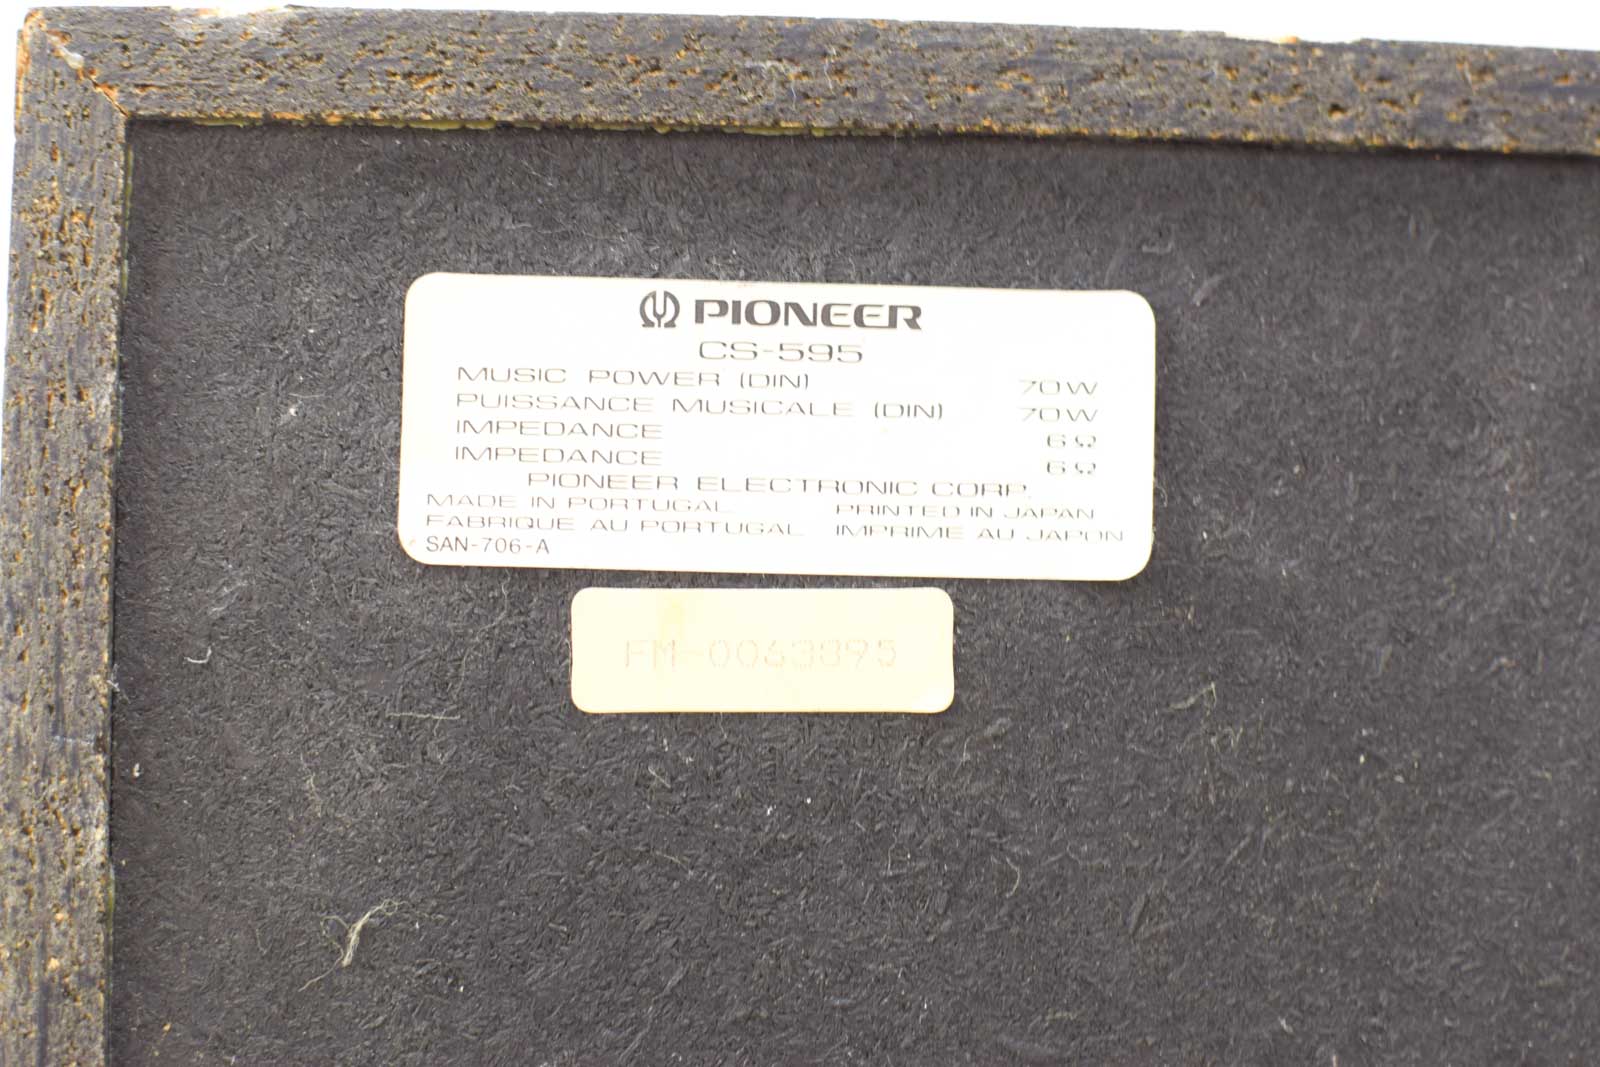 PIONEER
CS-595
MUSIC POWER (DIN) 70W
PUISSANCE MUSICALE (DIN) 70W
IMPEDANCE 6Ω
IMPEDANCE 6Ω
PIONEER ELECTRONIC CORP.
MADE IN PORTUGAL PRINTED IN JAPAN
FABRIQUE AU PORTUGAL IMPRIME AU JAPON
SAN-706-A
FM-0063895